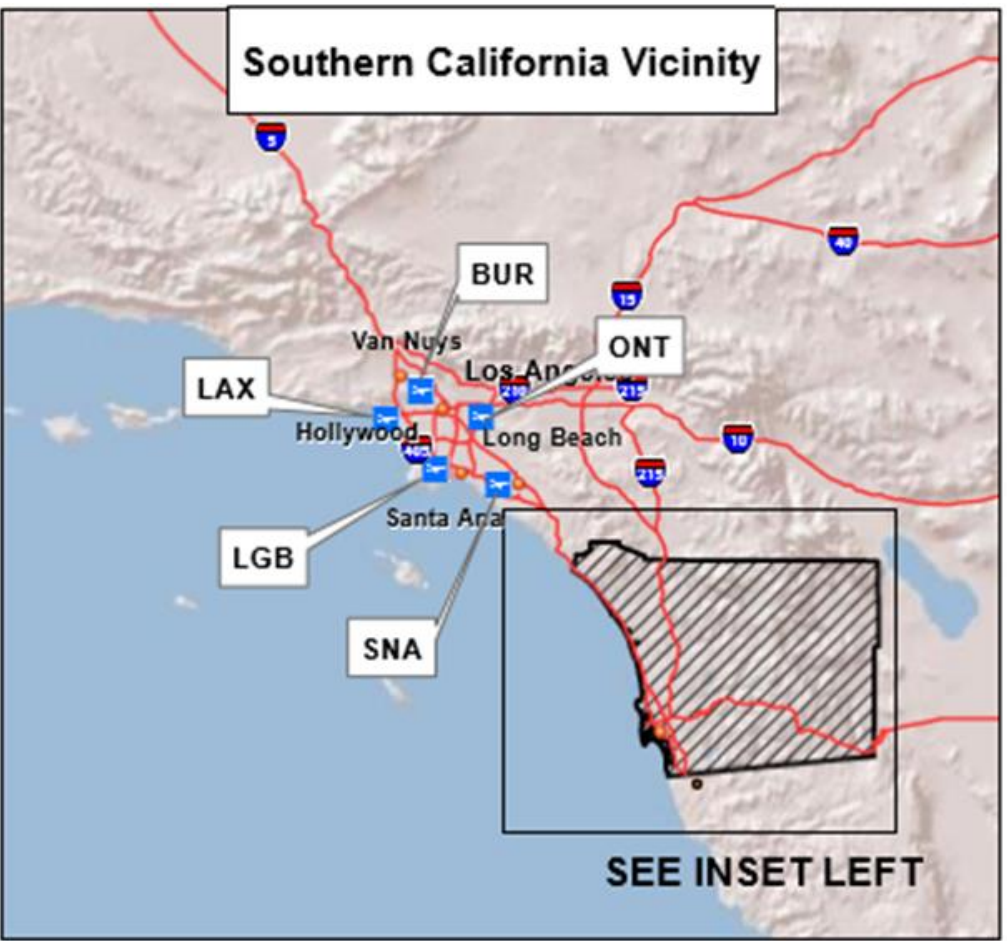 Southern California Vicinity
5
40
BUR
15
Van Nuys
ONT
Los Angeles
LAX
210
215
Hollywood
405
Long Beach
10
215
Santa Ana
LGB
SNA
SEE INSET LEFT